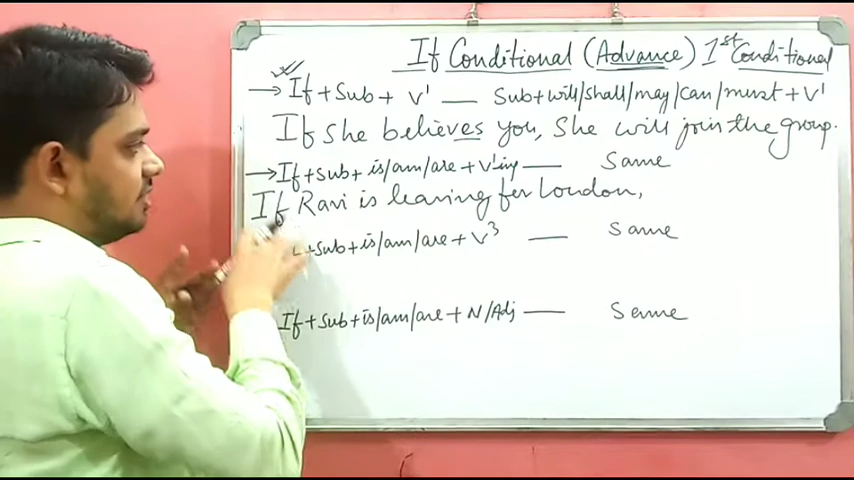 If Conditional (Advance) 1st Conditional
If + Sub + V¹ — Sub + will/shall/may/can/must + V¹
If She believes you, She will join the group.
If + sub + is/am/are + V¹ing — Same
If Ravi is leaving for London,
+ sub + is/am/are + V³ — Same
If + sub + is/am/are + N/Adj — Same